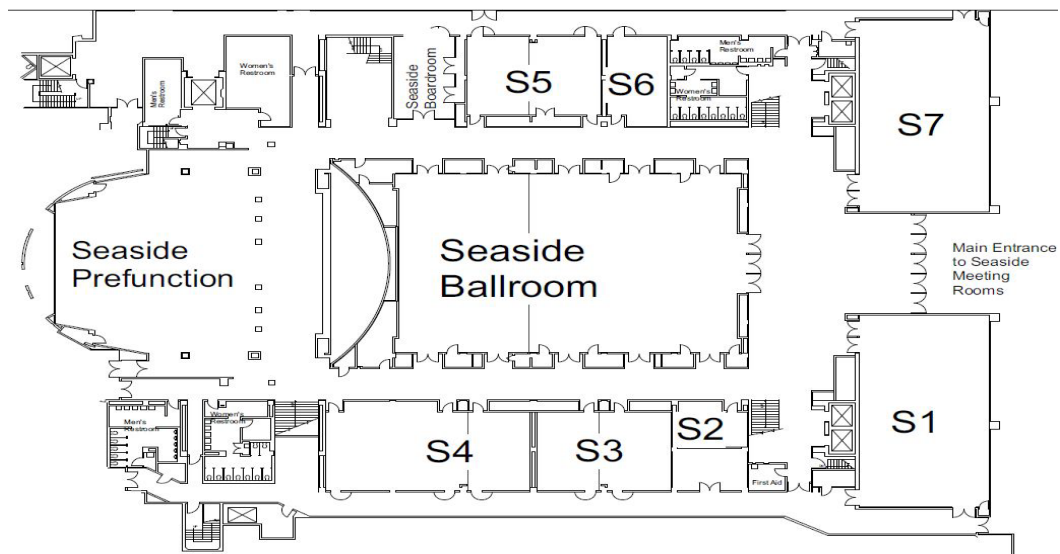 Women's
Restroom
Men's
Restroom
Seaside
Boardroom
S5
S6
Men's
Restroom
Women's
Restroom
S7
Seaside
Prefunction
Seaside
Ballroom
Main Entrance
to Seaside
Meeting
Rooms
Men's
Restroom
Women's
Restroom
S4
S3
S2
First Aid
S1